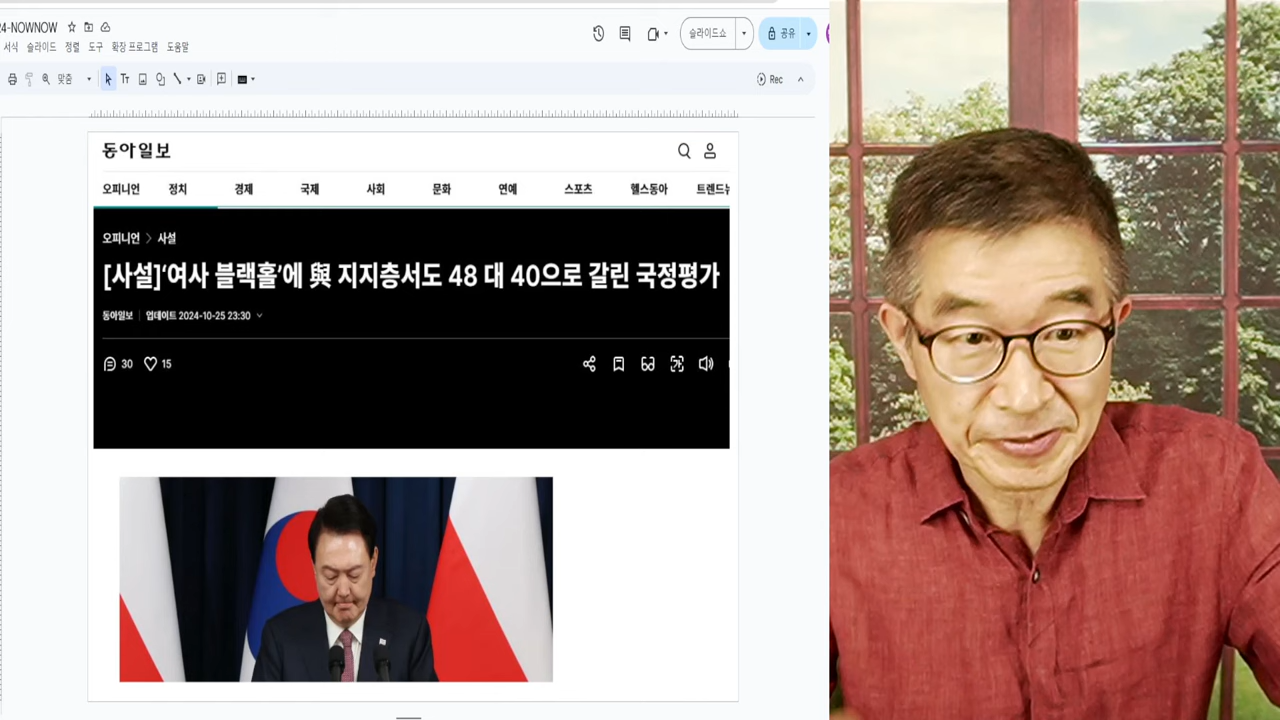 24-NOWNOW
서식 슬라이드 정렬 도구 확장 프로그램 도움말
슬라이드쇼
공유
맞춤
Rec
동아일보
오피니언 정치 경제 국제 사회 문화 연예 스포츠 헬스동아 트렌드뉴
오피니언 > 사설
[사설]‘여사 블랙홀’에 與 지지층서도 48 대 40으로 갈린 국정평가
동아일보 업데이트 2024-10-25 23:30
30 15